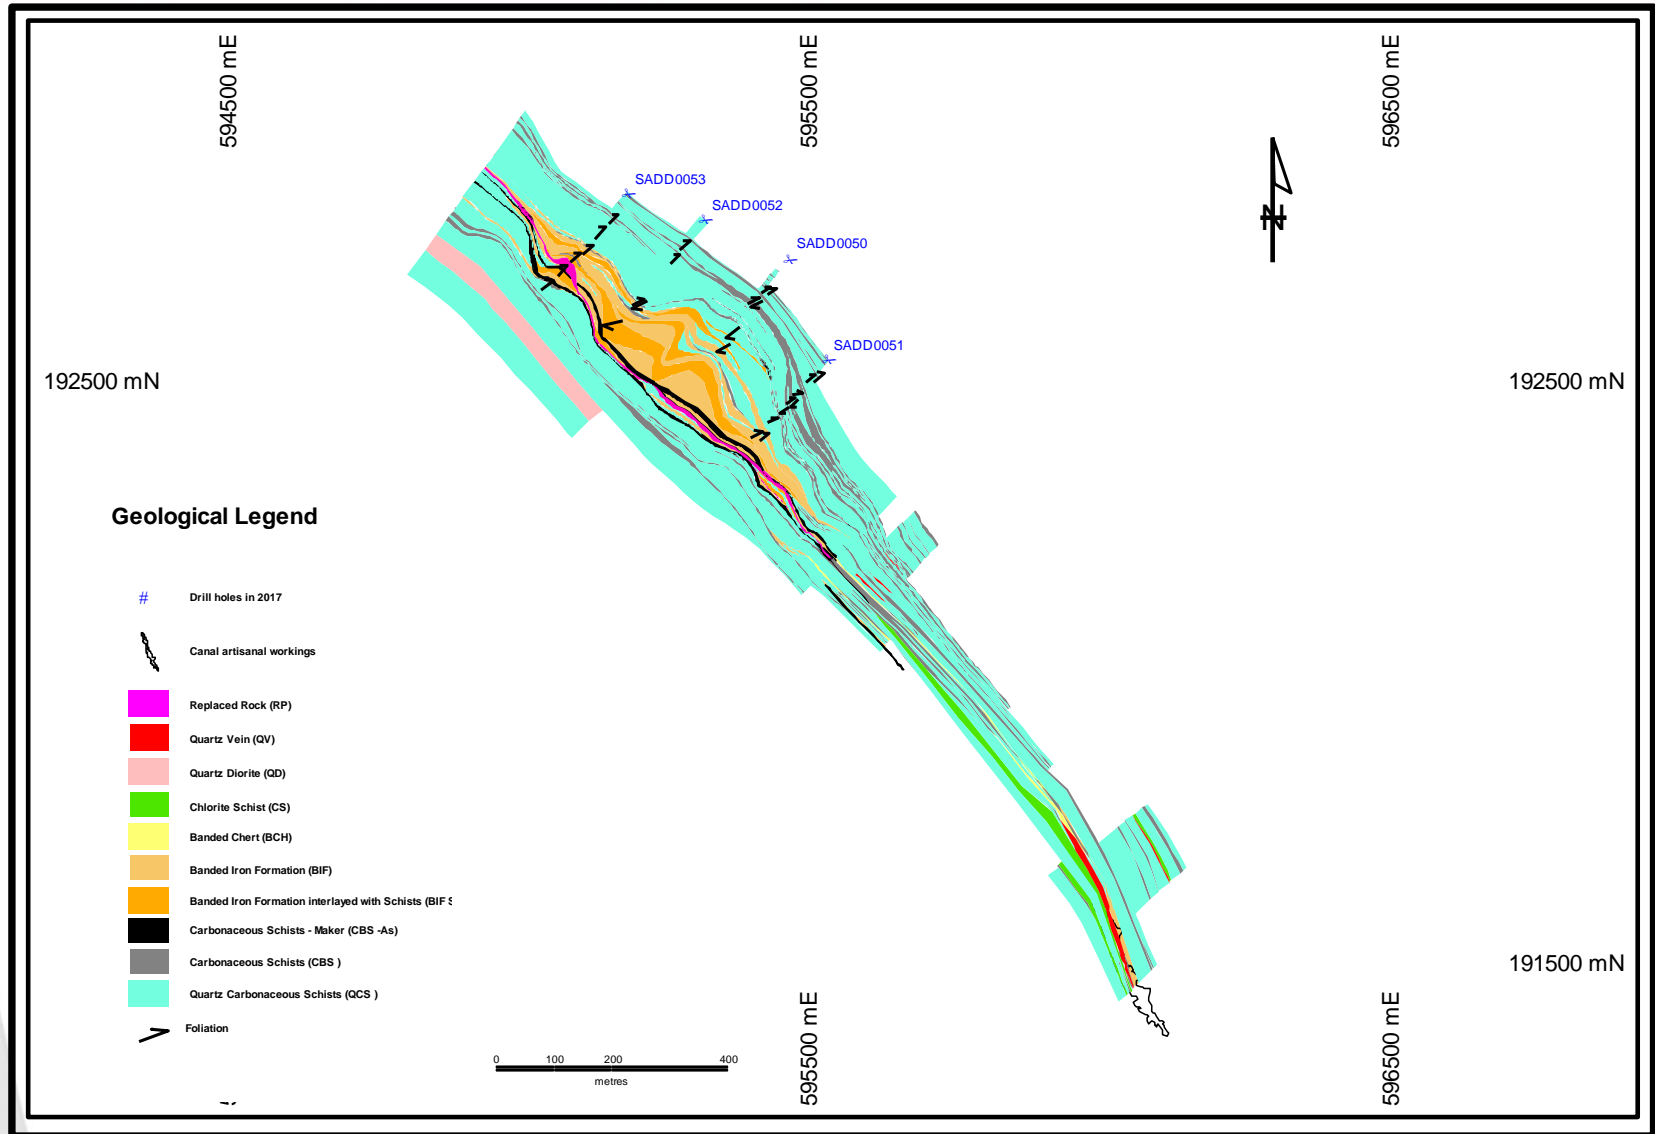 594500 mE
595500 mE
596500 mE
SADD0053
SADD0052
N
SADD0050
SADD0051
192500 mN
192500 mN
Geological Legend
# Drill holes in 2017
Canal artisanal workings
Replaced Rock (RP)
Quartz Vein (QV)
Quartz Diorite (QD)
Chlorite Schist (CS)
Banded Chert (BCH)
Banded Iron Formation (BIF)
Banded Iron Formation interlayed with Schists (BIF S
Carbonaceous Schists - Maker (CBS -As)
Carbonaceous Schists (CBS )
191500 mN
Quartz Carbonaceous Schists (QCS )
Foliation
0 100 200 400
metres
595500 mE
596500 mE